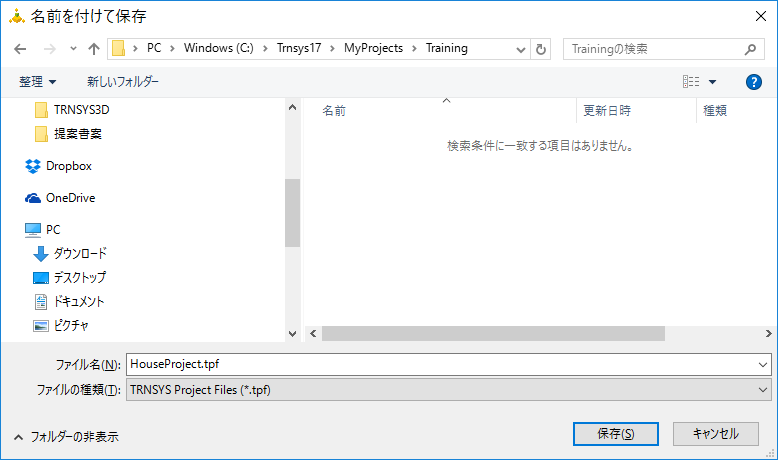 名前を付けて保存
PC > Windows (C:) > Trnsys17 > MyProjects > Training
Trainingの検索
整理
新しいフォルダー
名前
更新日時
種類
検索条件に一致する項目はありません。
TRNSYS3D
提案書案
Dropbox
OneDrive
PC
ダウンロード
デスクトップ
ドキュメント
ピクチャ
ファイル名(N): HouseProject.tpf
ファイルの種類(T): TRNSYS Project Files (*.tpf)
フォルダーの非表示
保存(S)
キャンセル